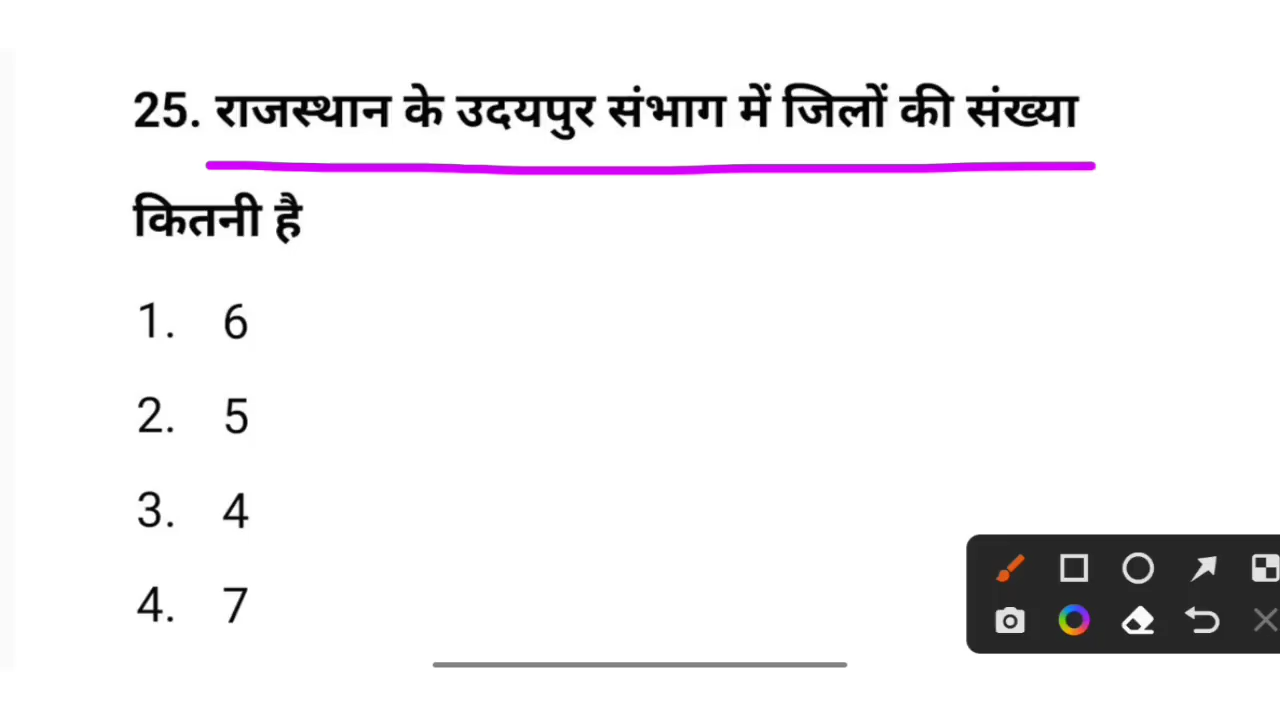 25. राजस्थान के उदयपुर संभाग में जिलों की संख्या
कितनी है
1. 6
2. 5
3. 4
4. 7